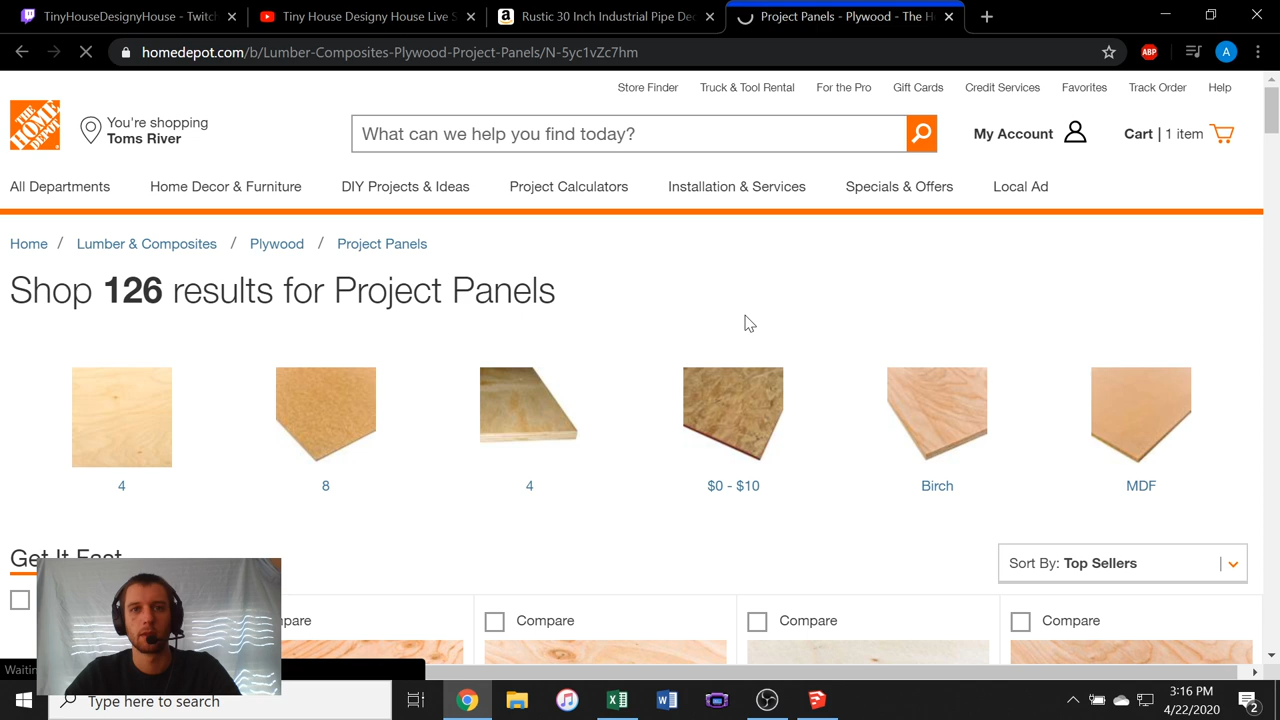 TinyHouseDesignyHouse - Twitch
Tiny House Designy House Live S
Rustic 30 Inch Industrial Pipe De
Project Panels - Plywood - The H
homedepot.com/b/Lumber-Composites-Plywood-Project-Panels/N-5yc1vZc7hm
ABP
A
Store Finder
Truck & Tool Rental
For the Pro
Gift Cards
Credit Services
Favorites
Track Order
Help
THE HOME DEPOT
You're shopping
Toms River
What can we help you find today?
My Account
Cart | 1 item
All Departments
Home Decor & Furniture
DIY Projects & Ideas
Project Calculators
Installation & Services
Specials & Offers
Local Ad
Home / Lumber & Composites / Plywood / Project Panels
Shop 126 results for Project Panels
4
8
4
$0 - $10
Birch
MDF
Get It Fast
Sort By: Top Sellers
Compare
Compare
Compare
Type here to search
3:16 PM
4/22/2020
2